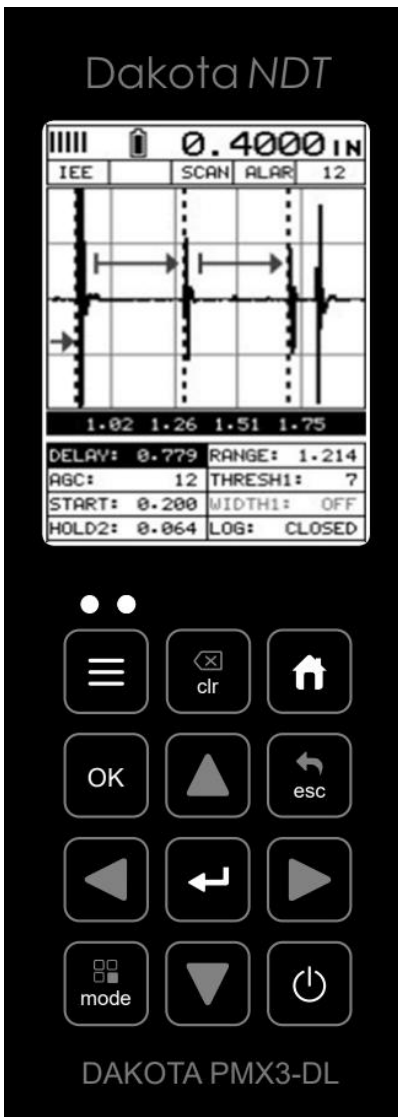 Dakota NDT
0.4000 IN
IEE SCAN ALAR 12
1.02 1.26 1.51 1.75
DELAY: 0.779 RANGE: 1.214
AGC: 12 THRESH1: 7
START: 0.200 WIDTH1: OFF
HOLD2: 0.064 LOG: CLOSED
clr
OK
esc
mode
DAKOTA PMX3-DL